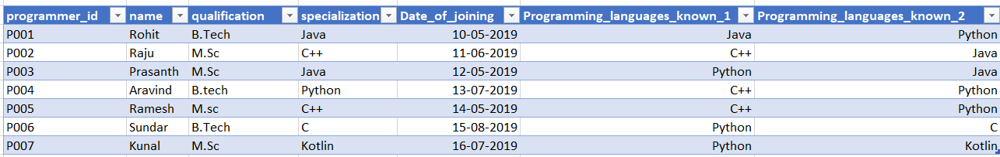 programmer_id name qualification specialization Date_of_joining Programming_languages_known_1 Programming_languages_known_2
P001 Rohit B.Tech Java 10-05-2019 Java Python
P002 Raju M.Sc C++ 11-06-2019 C++ Java
P003 Prasanth M.Sc Java 12-05-2019 Python Java
P004 Aravind B.tech Python 13-07-2019 C++ Python
P005 Ramesh M.sc C++ 14-05-2019 C++ Python
P006 Sundar B.Tech C 15-08-2019 Python C
P007 Kunal M.Sc Kotlin 16-07-2019 Python Kotlin